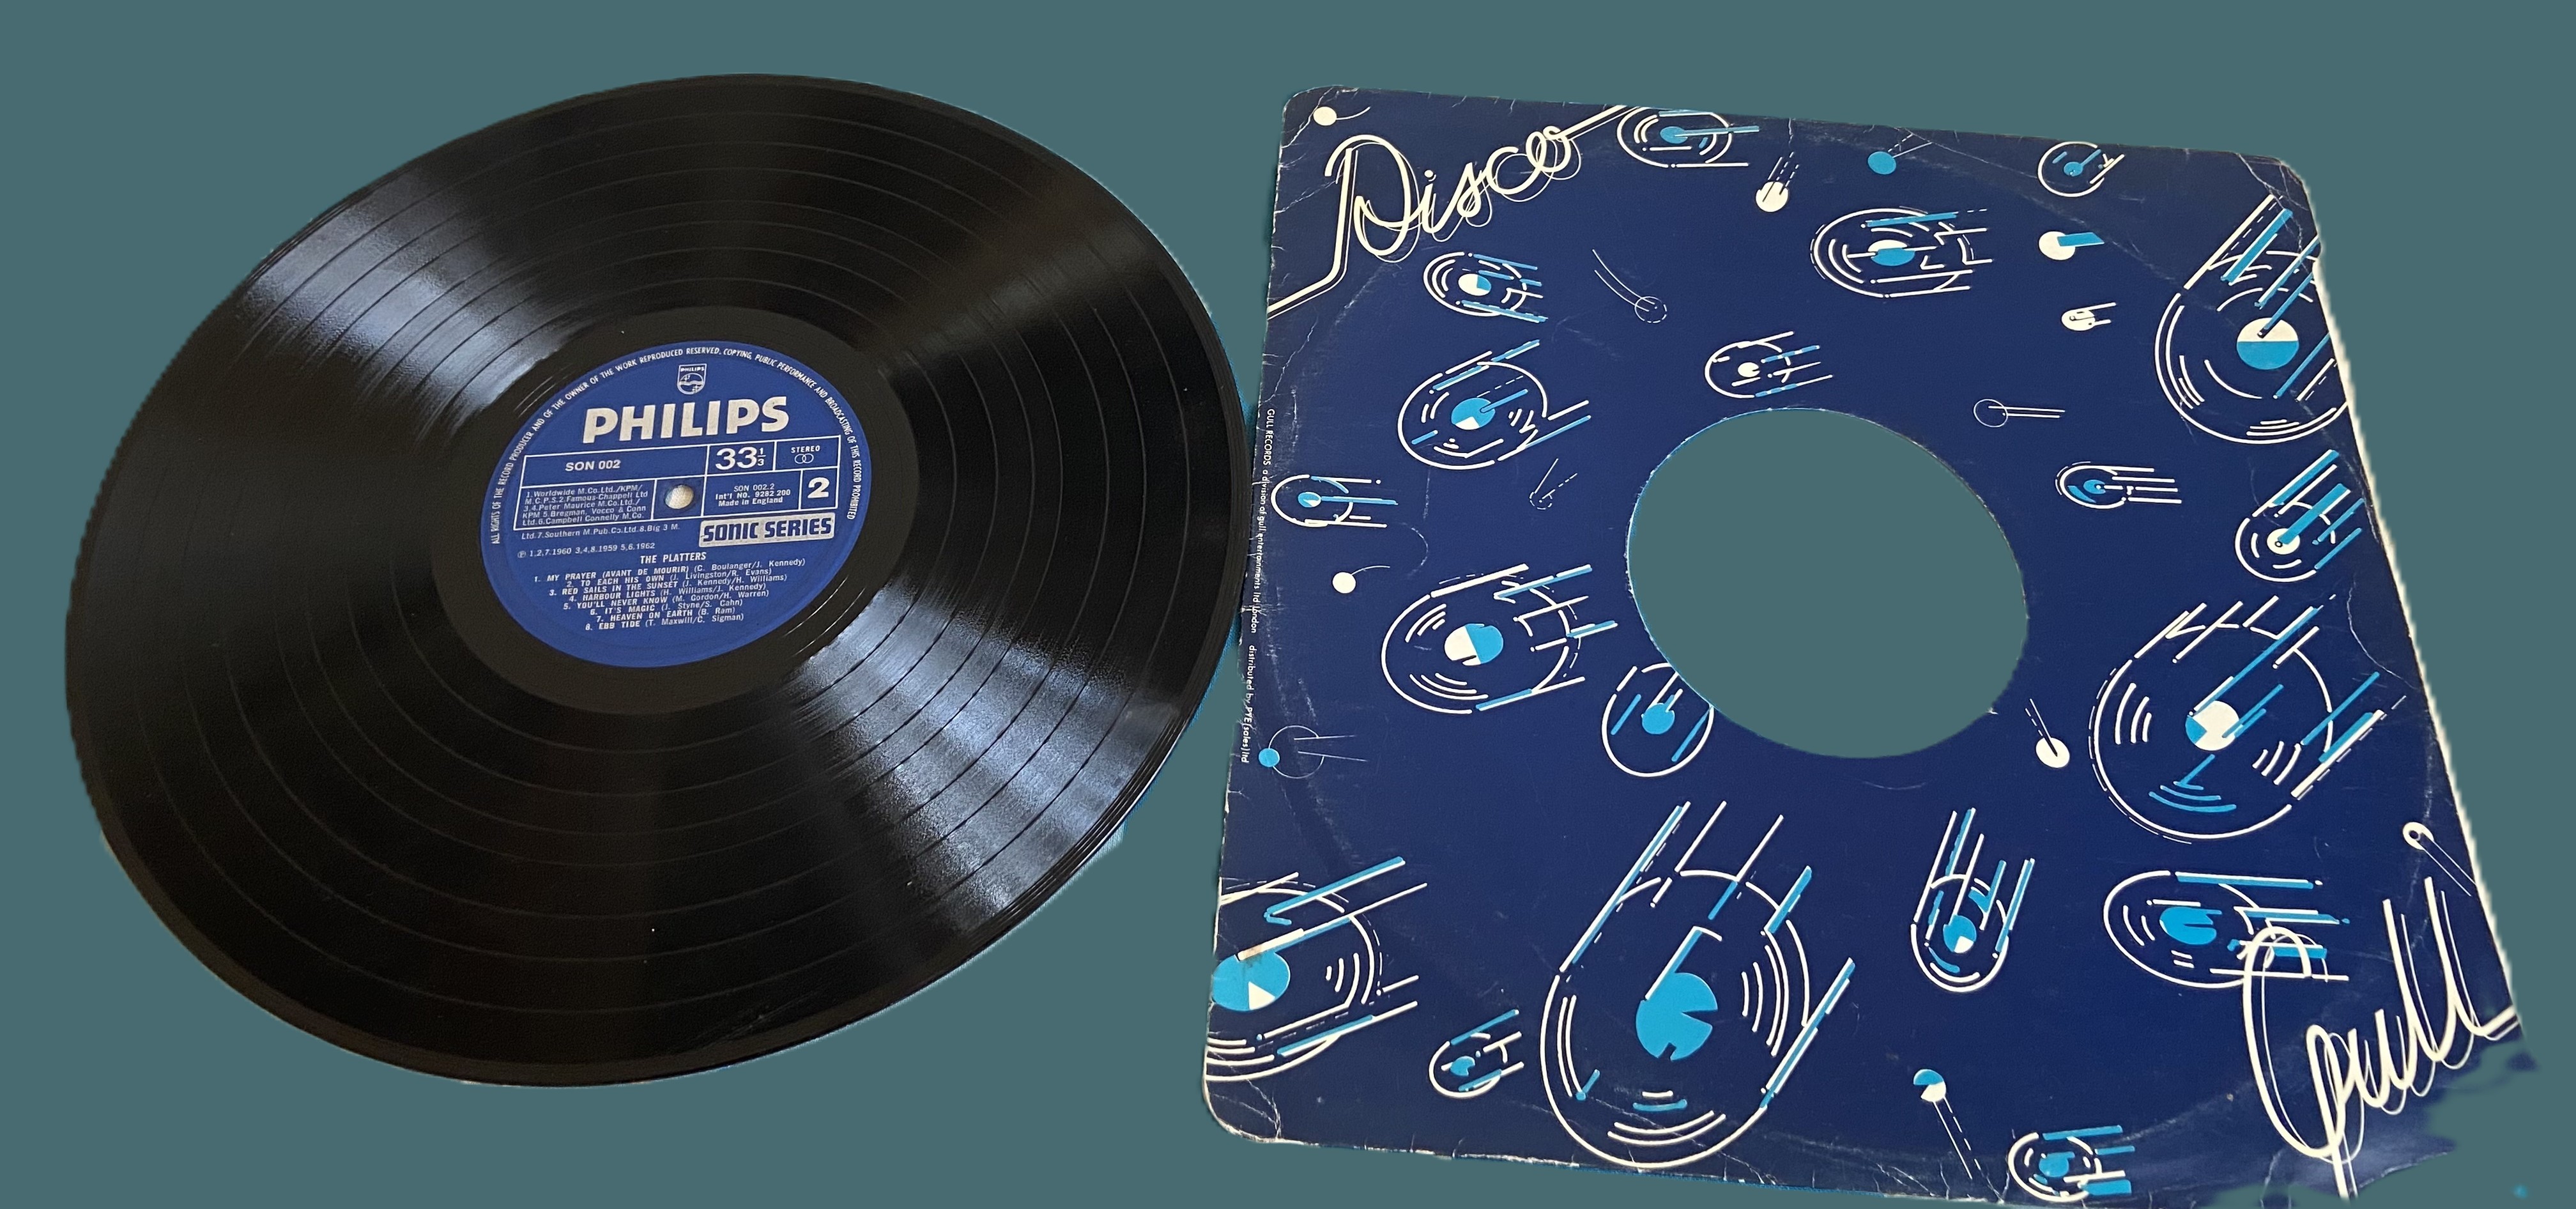 ALL RIGHTS OF THE RECORD PRODUCER AND OF THE OWNER OF THE WORK REPRODUCED RESERVED. COPYING, PUBLIC PERFORMANCE AND BROADCASTING OF THIS RECORD PROHIBITED
PHILIPS
PHILIPS
SON 002
33 1/3
STEREO
1.Worldwide M.Co.Ltd./KPM/
M.C.P.S.2.Famous-Chappell Ltd
3,4.Peter Maurice M.Co.Ltd./
KPM 5.Bregman, Vocco & Conn
Ltd.6.Campbell Connelly M.Co.
Ltd.7.Southern M.Pub.Co.Ltd.8.Big 3 M.
SON 002.2
Int'l NO. 9282 200
Made in England
2
SONIC SERIES
℗ 1,2,7.1960 3,4,8.1959 5,6.1962
THE PLATTERS
1. MY PRAYER (AVANT DE MOURIR) (C. Boulanger/J. Kennedy)
2. TO EACH HIS OWN (J. Livingston/R. Evans)
3. RED SAILS IN THE SUNSET (J. Kennedy/H. Williams)
4. HARBOUR LIGHTS (H. Williams/J. Kennedy)
5. YOU'LL NEVER KNOW (M. Gordon/H. Warren)
6. IT'S MAGIC (J. Styne/S. Cahn)
7. HEAVEN ON EARTH (B. Ram)
8. EBB TIDE (T. Maxwill/C. Sigman)
Disco
GULL RECORDS a division of gull entertainments ltd london distributed by PYE(sales)ltd
Gull